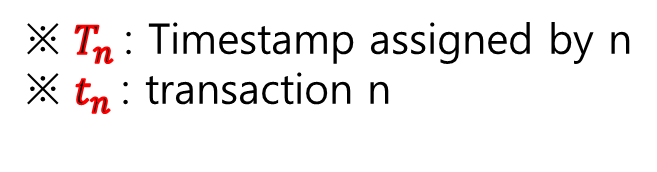 ※ Tₙ : Timestamp assigned by n
※ tₙ : transaction n